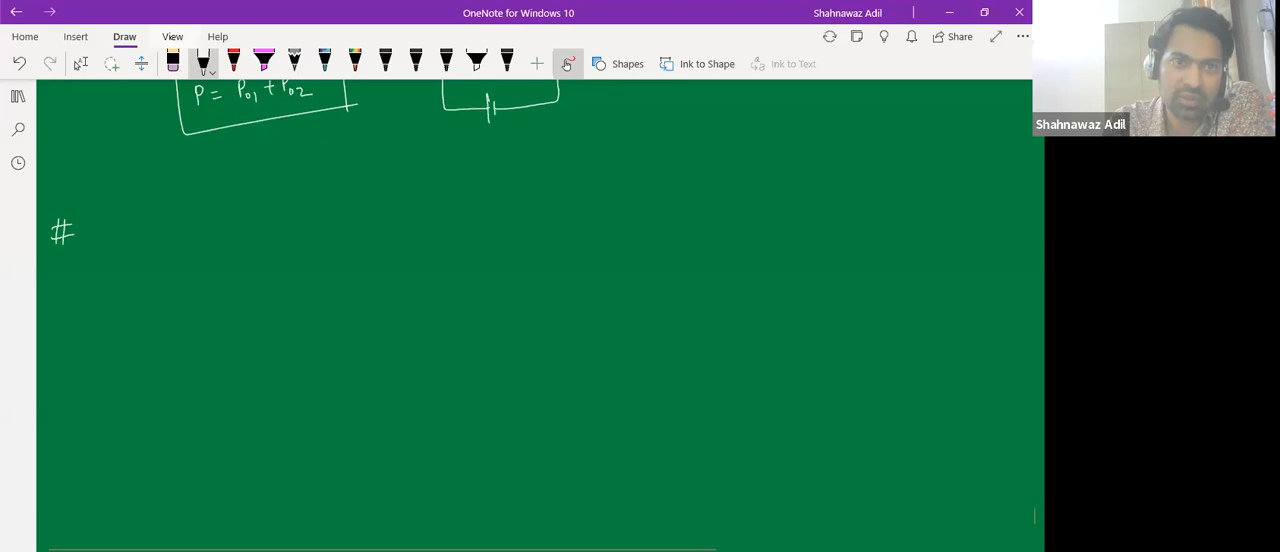 OneNote for Windows 10
Shahnawaz Adil
Home Insert Draw View Help
Share
Shapes Ink to Shape Ink to Text
P = P01 + P02
Shahnawaz Adil
#